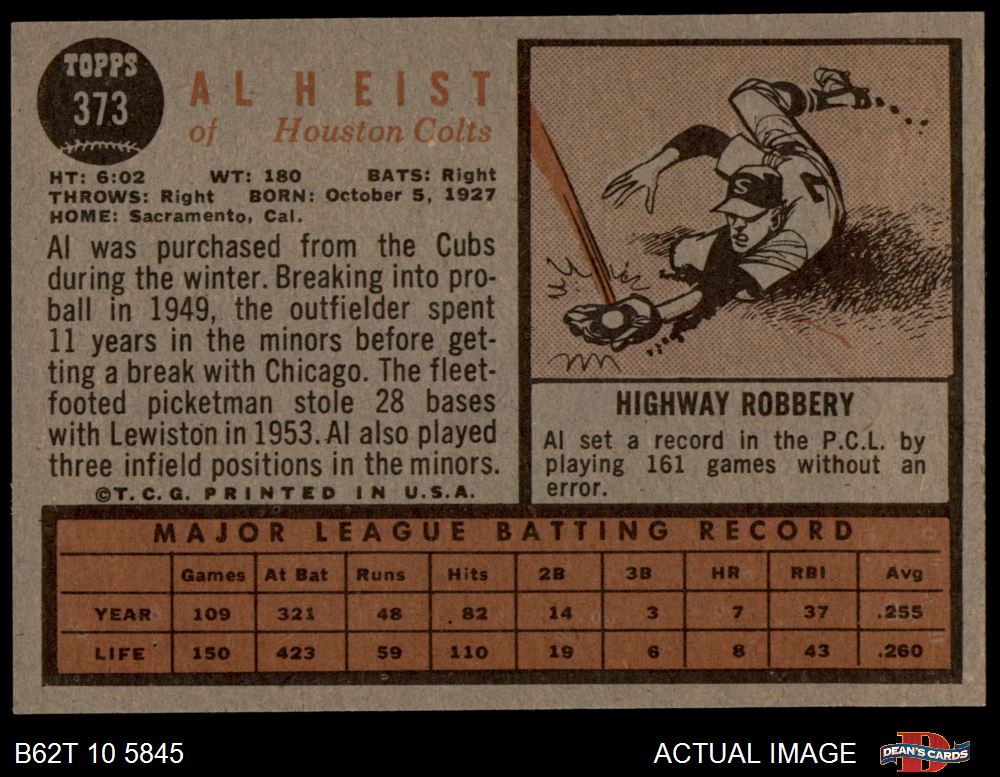 TOPPS
373
AL HEIST
of Houston Colts
HT: 6:02 WT: 180 BATS: Right
THROWS: Right BORN: October 5, 1927
HOME: Sacramento, Cal.
Al was purchased from the Cubs
during the winter. Breaking into pro-
ball in 1949, the outfielder spent
11 years in the minors before get-
ting a break with Chicago. The fleet-
footed picketman stole 28 bases
with Lewiston in 1953. Al also played
three infield positions in the minors.
©T.C.G. PRINTED IN U.S.A.
S
HIGHWAY ROBBERY
Al set a record in the P.C.L. by
playing 161 games without an
error.
MAJOR LEAGUE BATTING RECORD
Games At Bat Runs Hits 2B 3B HR RBI Avg
YEAR 109 321 48 82 14 3 7 37 .255
LIFE 150 423 59 110 19 6 8 43 .260
B62T 10 5845 ACTUAL IMAGE
D
DEAN'S CARDS